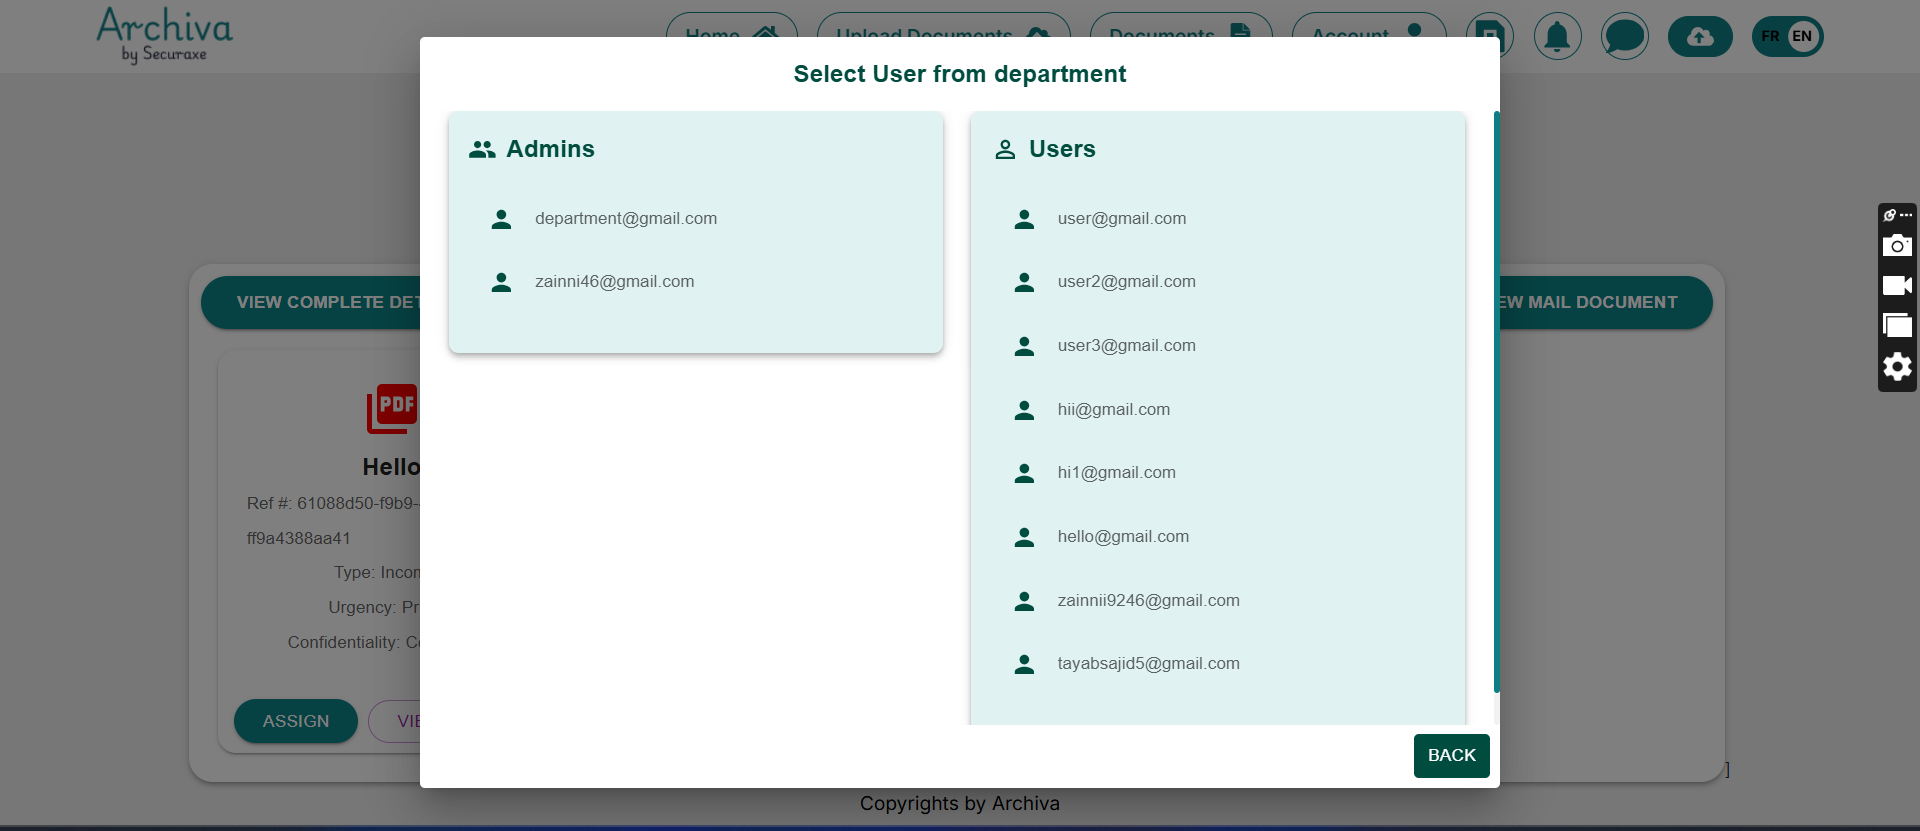 Archiva
by Securaxe
Home
Upload Documents
Documents
Account
FR EN
Select User from department
Admins
department@gmail.com
zainni46@gmail.com
Users
user@gmail.com
user2@gmail.com
user3@gmail.com
hii@gmail.com
hi1@gmail.com
hello@gmail.com
zainnii9246@gmail.com
tayabsajid5@gmail.com
BACK
VIEW COMPLETE DET
EW MAIL DOCUMENT
PDF
Hello
Ref #: 61088d50-f9b9-
ff9a4388aa41
Type: Incon
Urgency: Pr
Confidentiality: Co
ASSIGN
VIE
]
Copyrights by Archiva